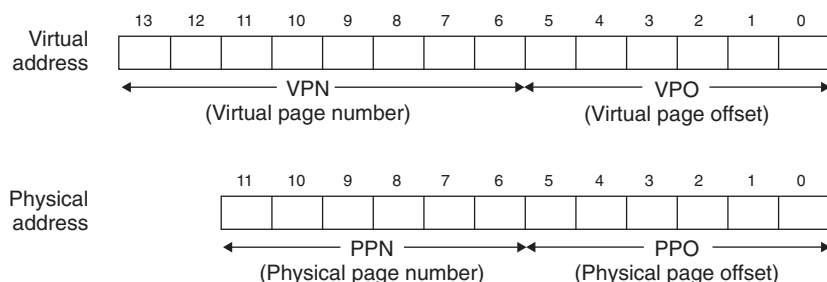 13 12 11 10 9 8 7 6 5 4 3 2 1 0
Virtual
address
VPN VPO
(Virtual page number) (Virtual page offset)
11 10 9 8 7 6 5 4 3 2 1 0
Physical
address
PPN PPO
(Physical page number) (Physical page offset)